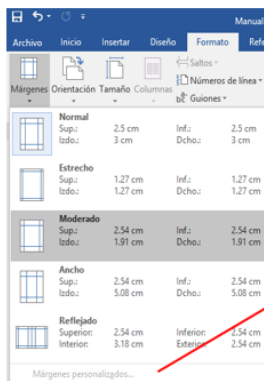 Manual
Archivo Inicio Insertar Diseño Formato Refe
Márgenes Orientación Tamaño Columnas
Saltos
Números de línea
Guiones
Normal
Sup.: 2.5 cm Inf.: 2.5 cm
Izdo.: 3 cm Dcho.: 3 cm
Estrecho
Sup.: 1.27 cm Inf.: 1.27 cm
Izdo.: 1.27 cm Dcho.: 1.27 cm
Moderado
Sup.: 2.54 cm Inf.: 2.54 cm
Izdo.: 1.91 cm Dcho.: 1.91 cm
Ancho
Sup.: 2.54 cm Inf.: 2.54 cm
Izdo.: 5.08 cm Dcho.: 5.08 cm
Reflejado
Superior: 2.54 cm Inferior: 2.54 cm
Interior: 3.18 cm Exterior: 2.54 cm
Márgenes personalizados...